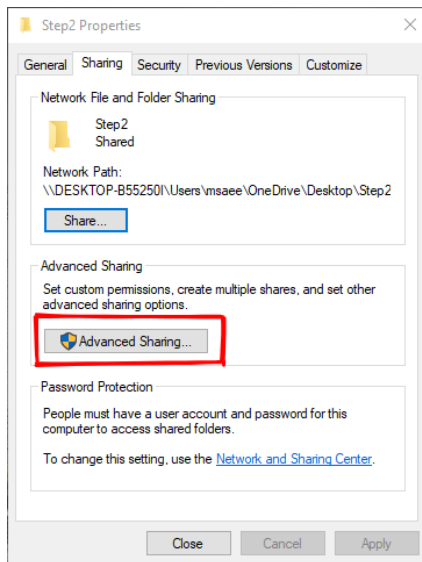 Step2 Properties
General Sharing Security Previous Versions Customize
Network File and Folder Sharing
Step2
Shared
Network Path:
\\DESKTOP-B55250I\Users\msaee\OneDrive\Desktop\Step2
Share...
Advanced Sharing
Set custom permissions, create multiple shares, and set other
advanced sharing options.
Advanced Sharing...
Password Protection
People must have a user account and password for this
computer to access shared folders.
To change this setting, use the Network and Sharing Center.
Close Cancel Apply